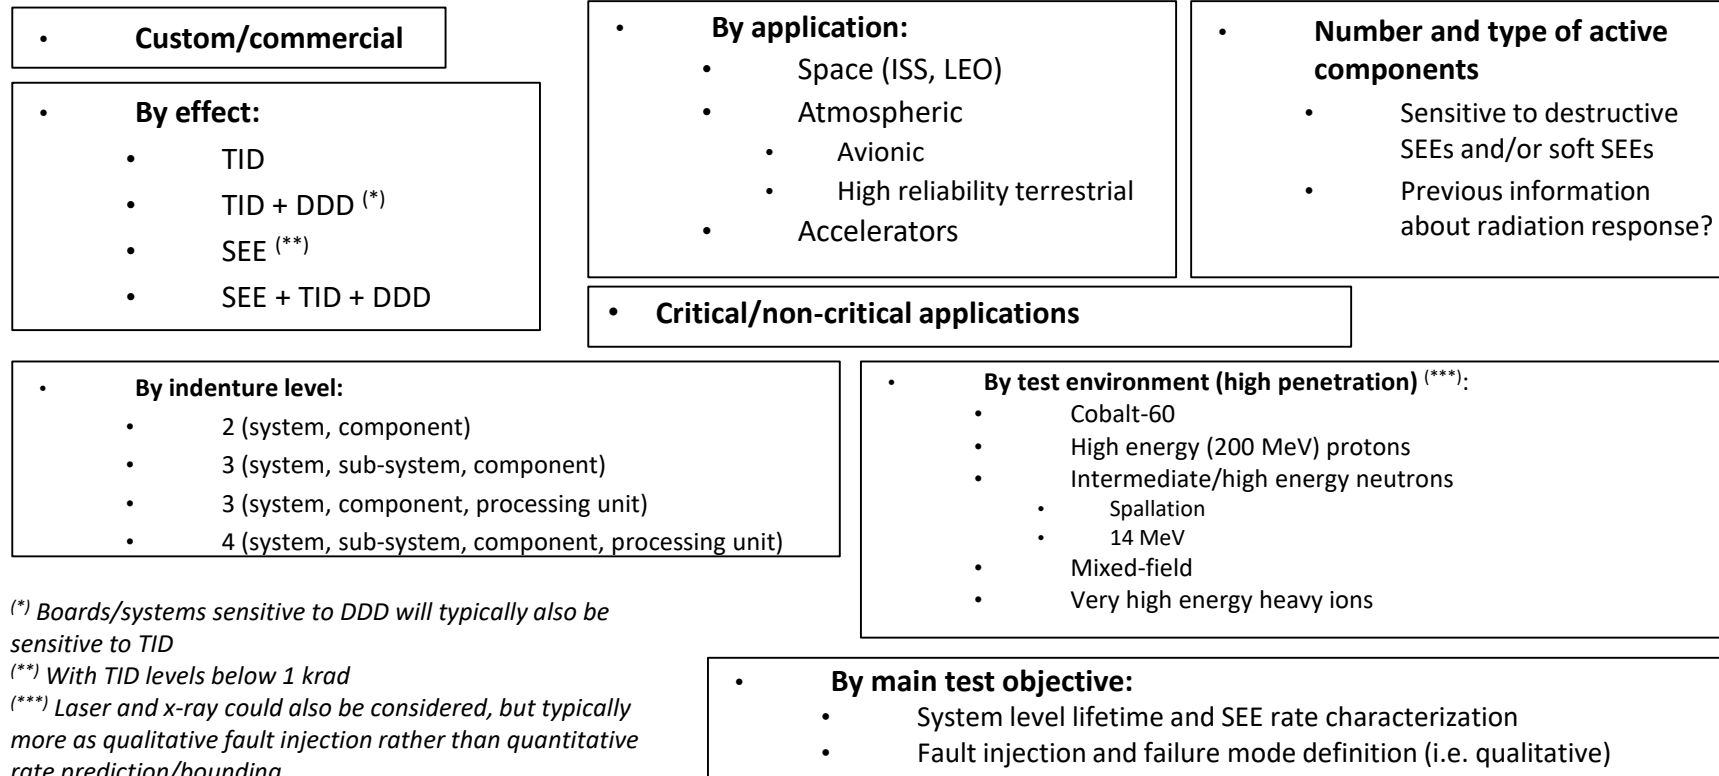 • Custom/commercial
• By effect:
• TID
• TID + DDD (*)
• SEE (**)
• SEE + TID + DDD
• By application:
• Space (ISS, LEO)
• Atmospheric
• Avionic
• High reliability terrestrial
• Accelerators
• Number and type of active
components
• Sensitive to destructive
SEEs and/or soft SEEs
• Previous information
about radiation response?
• Critical/non-critical applications
• By indenture level:
• 2 (system, component)
• 3 (system, sub-system, component)
• 3 (system, component, processing unit)
• 4 (system, sub-system, component, processing unit)
• By test environment (high penetration) (***):
• Cobalt-60
• High energy (200 MeV) protons
• Intermediate/high energy neutrons
• Spallation
• 14 MeV
• Mixed-field
• Very high energy heavy ions
(*) Boards/systems sensitive to DDD will typically also be
sensitive to TID
(**) With TID levels below 1 krad
(***) Laser and x-ray could also be considered, but typically
more as qualitative fault injection rather than quantitative
rate prediction/bounding
• By main test objective:
• System level lifetime and SEE rate characterization
• Fault injection and failure mode definition (i.e. qualitative)